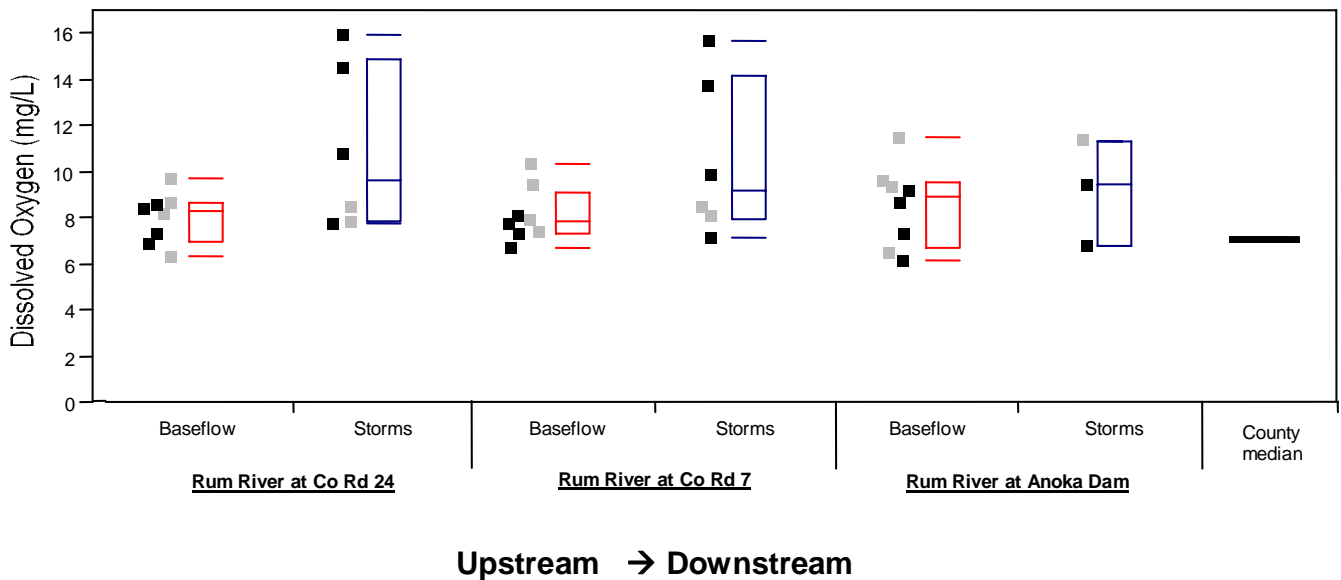 Dissolved Oxygen (mg/L)
16
14
12
10
8
6
4
2
0
Baseflow
Storms
Baseflow
Storms
Baseflow
Storms
County
median
Rum River at Co Rd 24
Rum River at Co Rd 7
Rum River at Anoka Dam
Upstream → Downstream